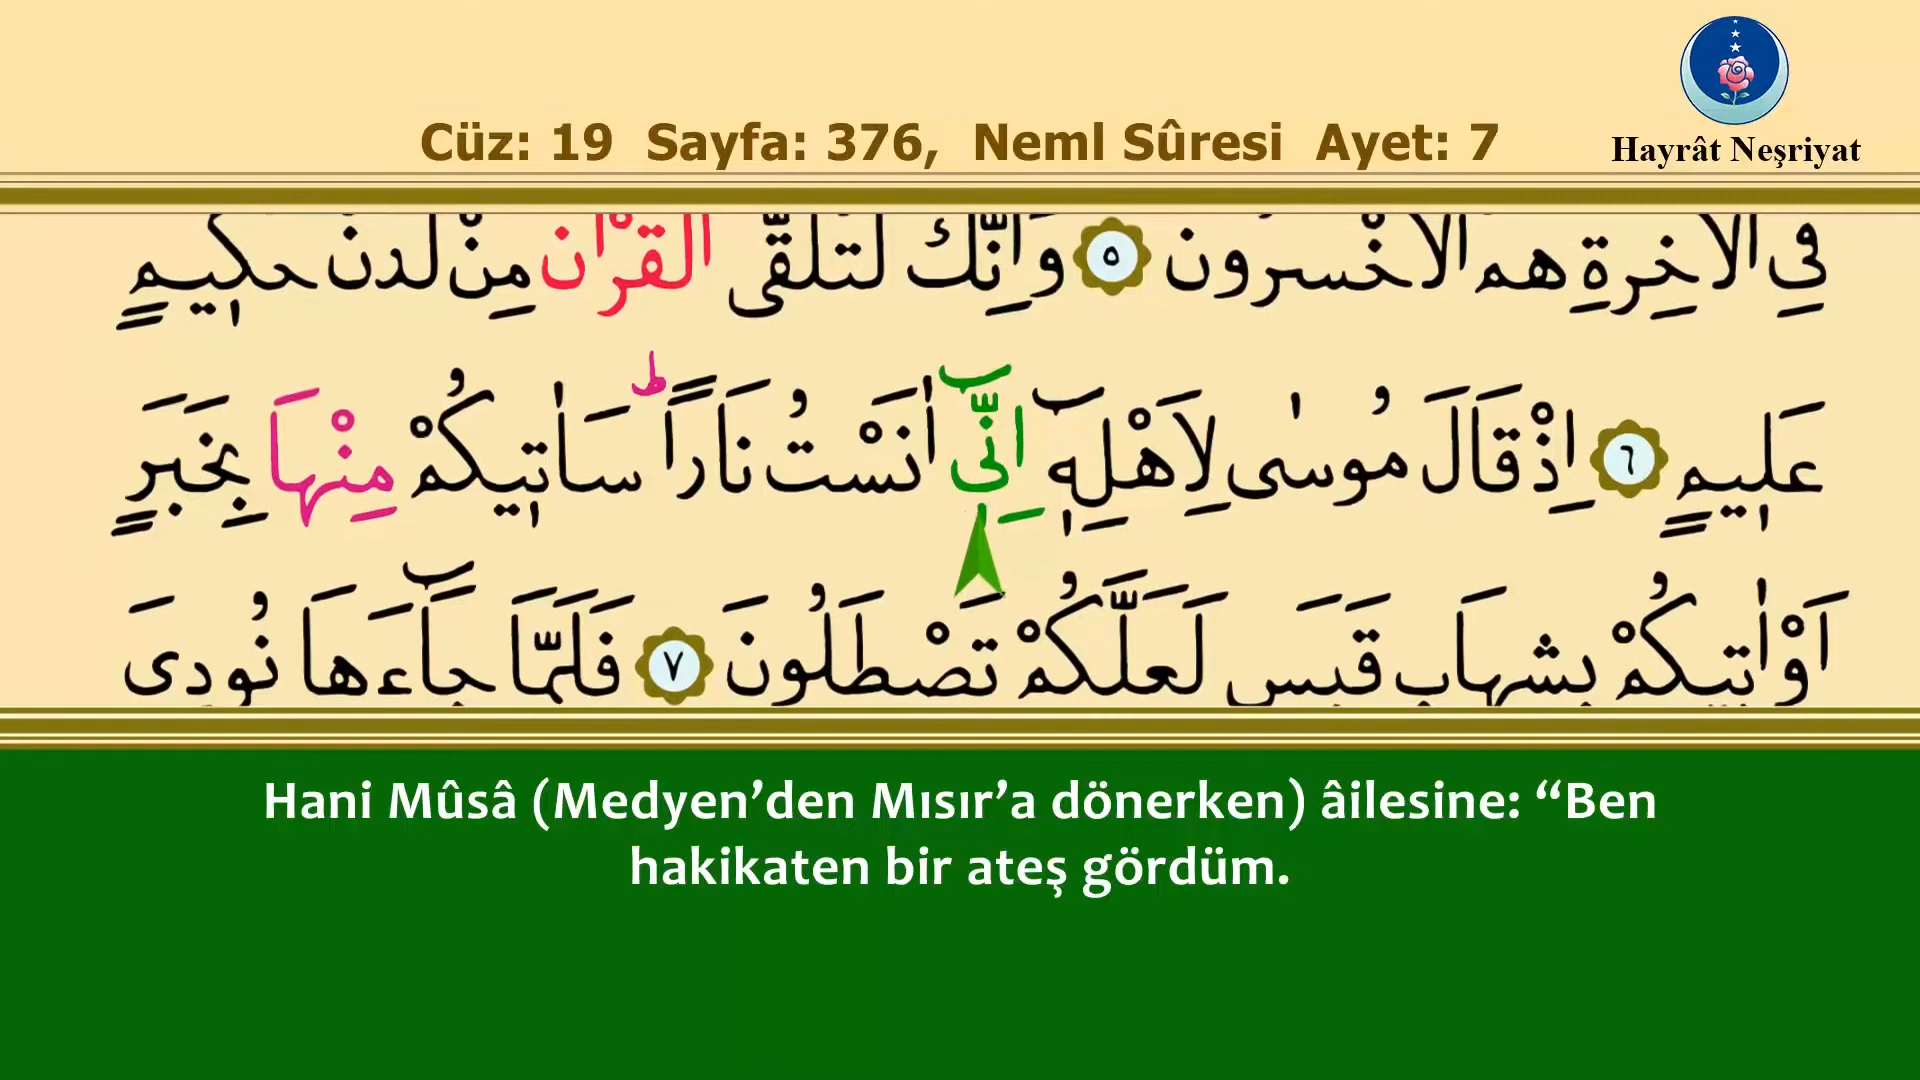 Cüz: 19 Sayfa: 376, Neml Sûresi Ayet: 7
Hayrât Neşriyat
فِي الْاٰخِرَةِ هُمُ الْاَخْسَرُونَ ٥ وَاِنَّكَ لَتُلَقَّى الْقُرْاٰنَ مِنْ لَدُنْ حَكٖيمٍ
عَلٖيمٍ ٦ اِذْ قَالَ مُوسٰى لِاَهْلِهٖٓ اِنّٖٓي اٰنَسْتُ نَارًاۜ سَاٰتٖيكُمْ مِنْهَا بِخَبَرٍ
اَوْ اٰتٖيكُمْ بِشِهَابٍ قَبَسٍ لَعَلَّكُمْ تَصْطَلُونَ ٧ فَلَمَّا جَٓاءَهَا نُودِيَ
Hani Mûsâ (Medyen’den Mısır’a dönerken) âilesine: “Ben
hakikaten bir ateş gördüm.